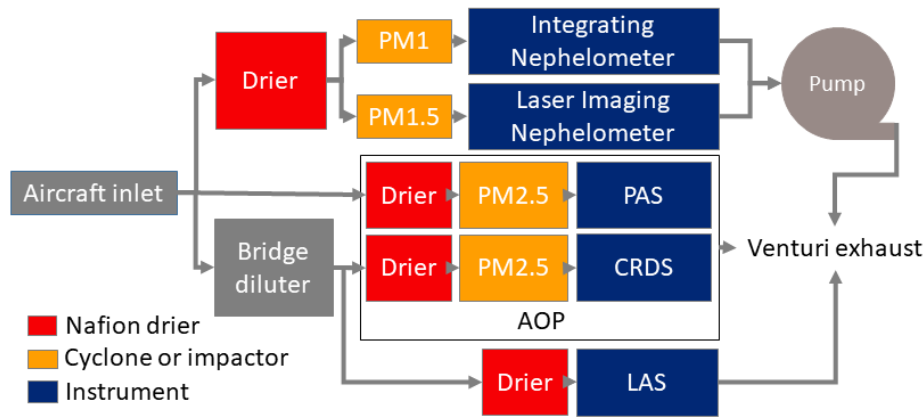 PM1
Integrating
Nephelometer
Drier
Pump
PM1.5
Laser Imaging
Nephelometer
Aircraft inlet
Drier
PM2.5
PAS
Bridge
diluter
Drier
PM2.5
CRDS
Venturi exhaust
AOP
Nafion drier
Cyclone or impactor
Instrument
Drier
LAS